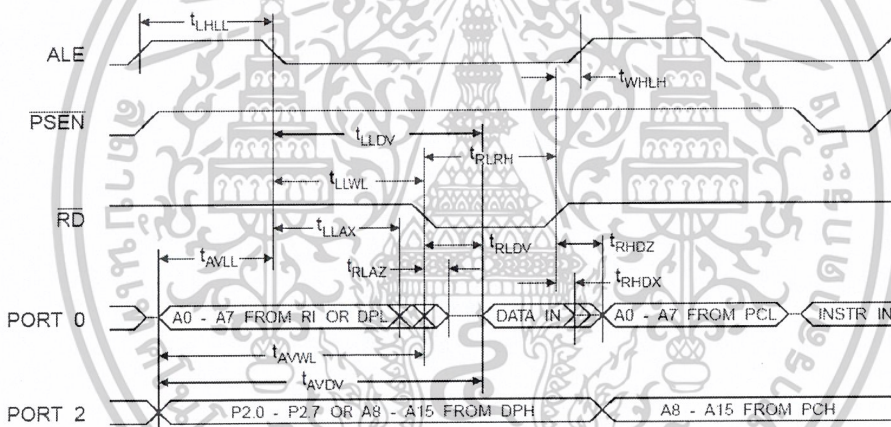 tLHLL
ALE
tWHLH
PSEN
tLLDV
tRLRH
tLLWL
RD
tLLAX
tRLDV
tRHDZ
tAVLL
tRLAZ
tRHDX
PORT 0
A0 - A7 FROM RI OR DPL
DATA IN
A0 - A7 FROM PCL
INSTR IN
tAVWL
tAVDV
PORT 2
P2.0 - P2.7 OR A8 - A15 FROM DPH
A8 - A15 FROM PCH